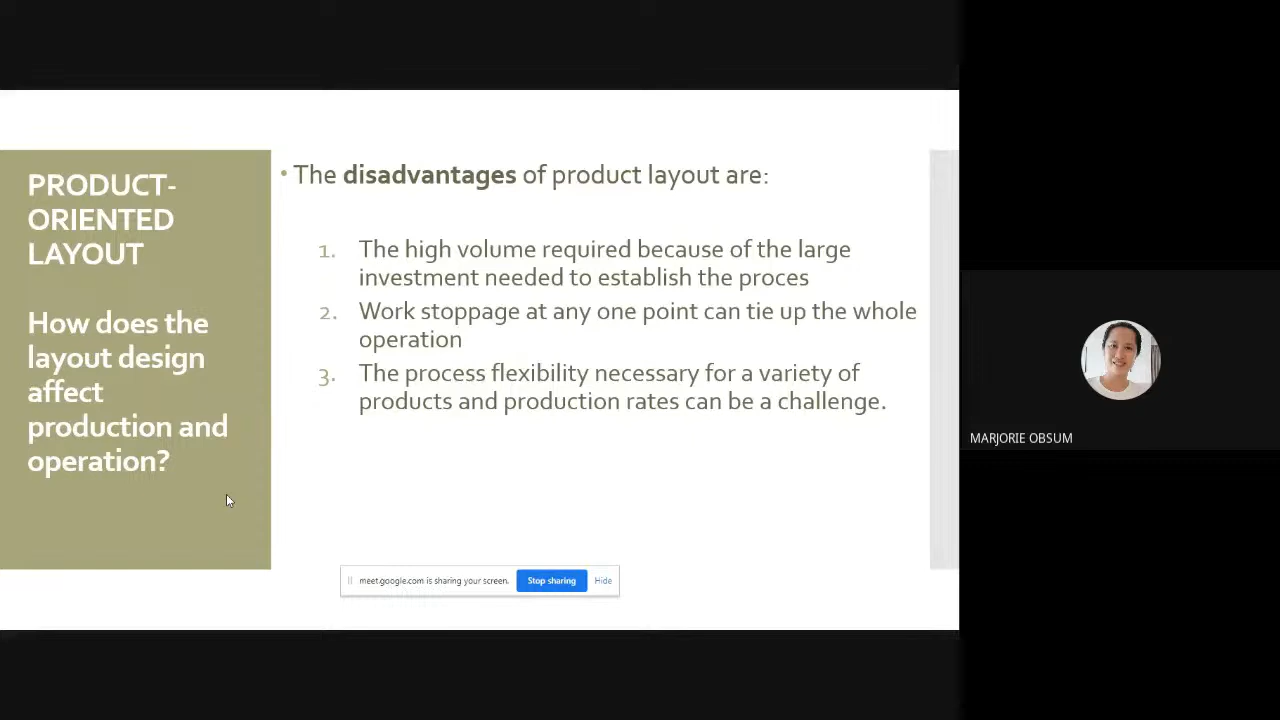 PRODUCT-
ORIENTED
LAYOUT
How does the
layout design
affect
production and
operation?
• The disadvantages of product layout are:
1. The high volume required because of the large
investment needed to establish the proces
2. Work stoppage at any one point can tie up the whole
operation
3. The process flexibility necessary for a variety of
products and production rates can be a challenge.
meet.google.com is sharing your screen. Stop sharing Hide
MARJORIE OBSUM